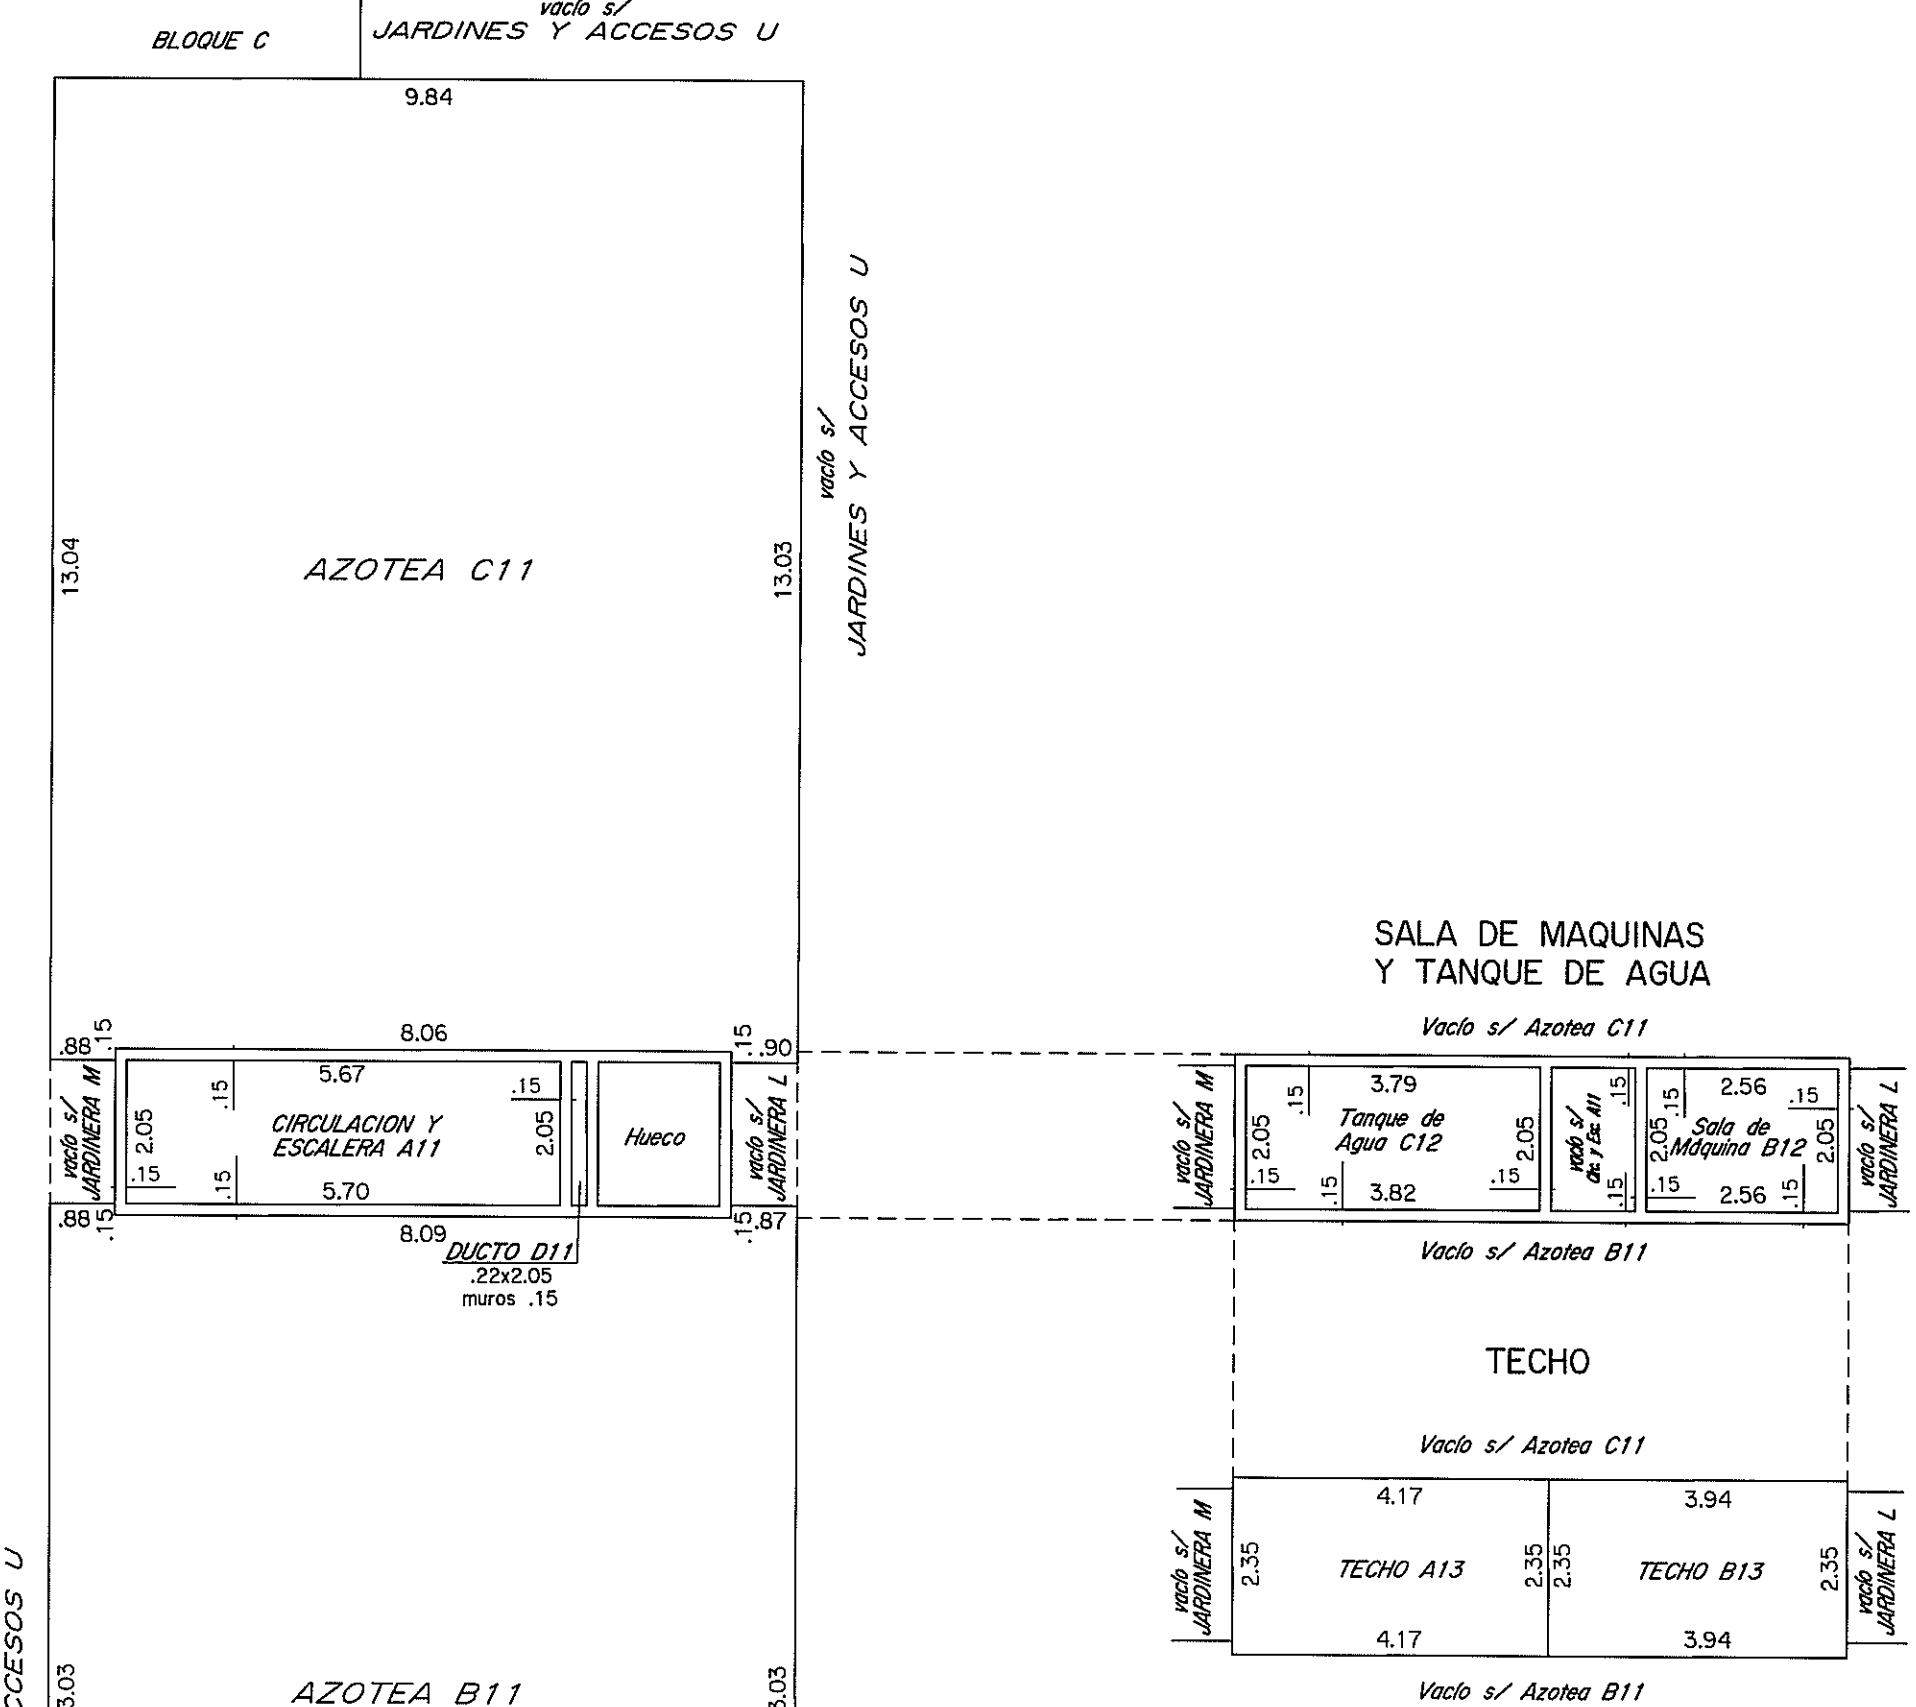 vacío s/
JARDINES Y ACCESOS U
BLOQUE C
9.84
13.04
AZOTEA C11
13.03
vacío s/
JARDINES Y ACCESOS U
.88
.15
8.06
.15
.90
vacío s/
JARDINERA M
2.05
.15
5.67
.15
CIRCULACION Y
ESCALERA A11
2.05
Hueco
vacío s/
JARDINERA L
.15
.15
5.70
.88
.15
8.09
.15
.87
DUCTO D11
.22x2.05
muros .15
CCESOS U
3.03
AZOTEA B11
3.03
SALA DE MAQUINAS
Y TANQUE DE AGUA
Vacío s/ Azotea C11
vacío s/
JARDINERA M
2.05
.15
3.79
Tanque de
Agua C12
2.05
.15
.15
3.82
.15
vacío s/
Circ. y Esc. A11
.15
.15
2.05
.15
2.56
.15
Sala de
Máquina B12
2.05
.15
2.56
.15
vacío s/
JARDINERA L
Vacío s/ Azotea B11
TECHO
Vacío s/ Azotea C11
vacío s/
JARDINERA M
4.17
2.35
TECHO A13
2.35
4.17
3.94
2.35
TECHO B13
2.35
3.94
vacío s/
JARDINERA L
Vacío s/ Azotea B11